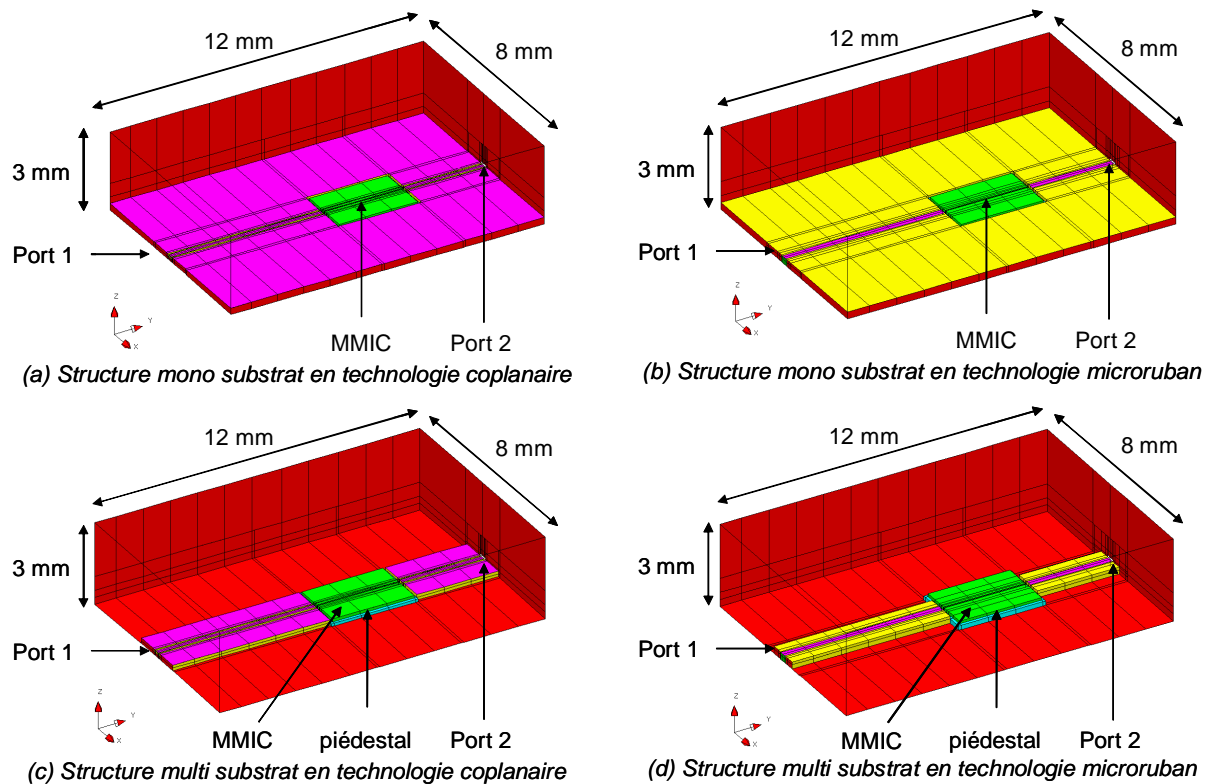 12 mm
8 mm
3 mm
Port 1
MMIC
Port 2
Z
Y
X
(a) Structure mono substrat en technologie coplanaire
12 mm
8 mm
3 mm
Port 1
MMIC
Port 2
Z
Y
X
(b) Structure mono substrat en technologie microruban
12 mm
8 mm
3 mm
Port 1
MMIC
piédestal
Port 2
Z
Y
X
(c) Structure multi substrat en technologie coplanaire
12 mm
8 mm
3 mm
Port 1
MMIC
piédestal
Port 2
Z
Y
X
(d) Structure multi substrat en technologie microruban